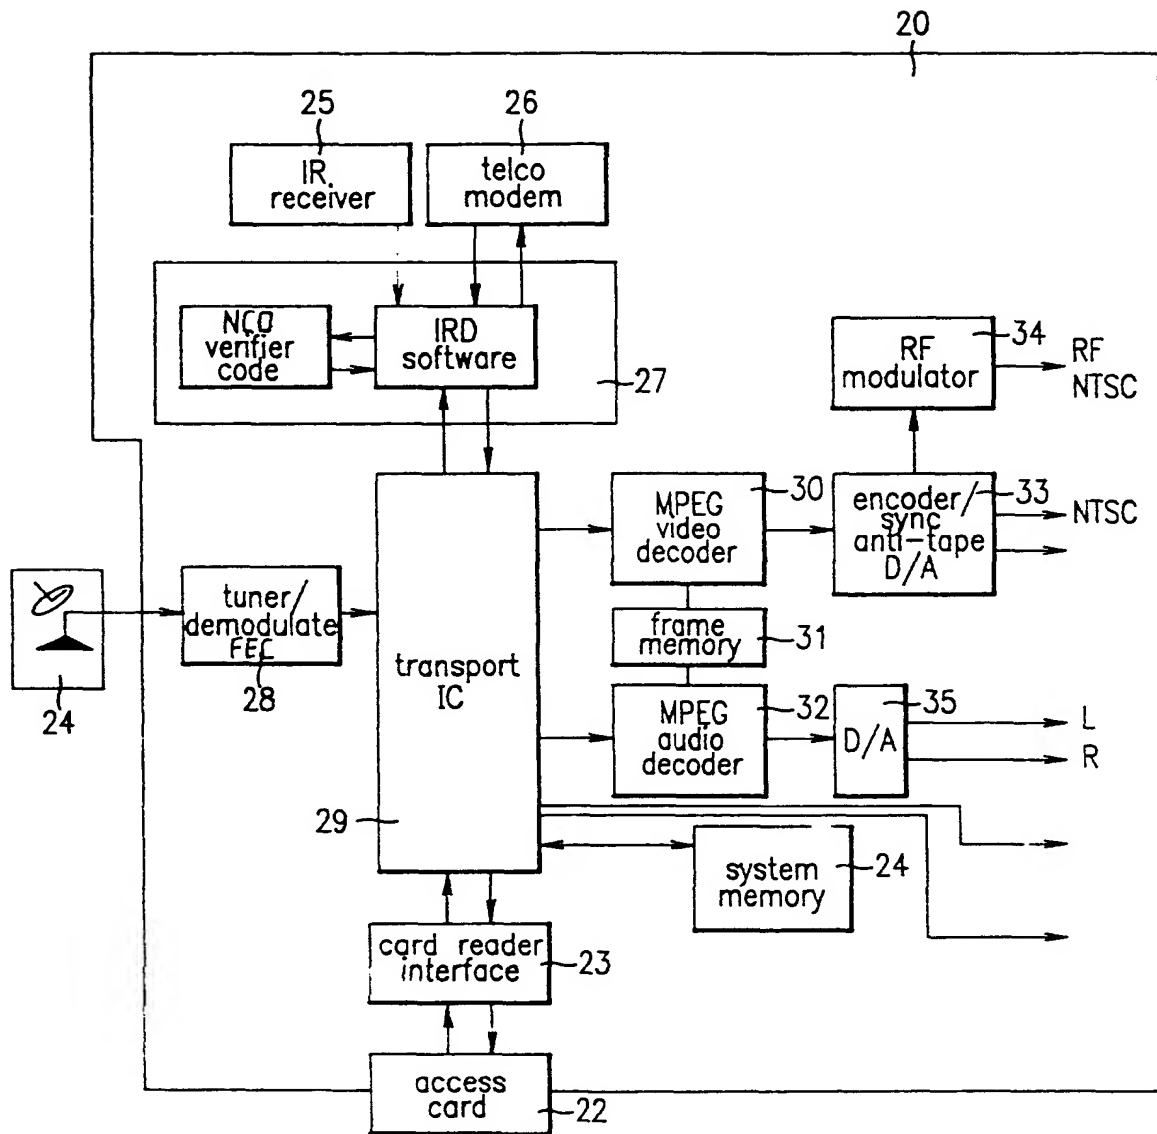 20
25
26
IR.
receiver
telco
modem
NCO
verifier
code
IRD
software
27
RF
modulator
34
RF
NTSC
MPEG
video
decoder
30
encoder/
sync
anti-tape
D/A
33
NTSC
24
tuner/
demodulate
FEC
28
transport
IC
29
frame
memory
31
MPEG
audio
decoder
32
D/A
35
L
R
system
memory
24
card reader
interface
23
access
card
22